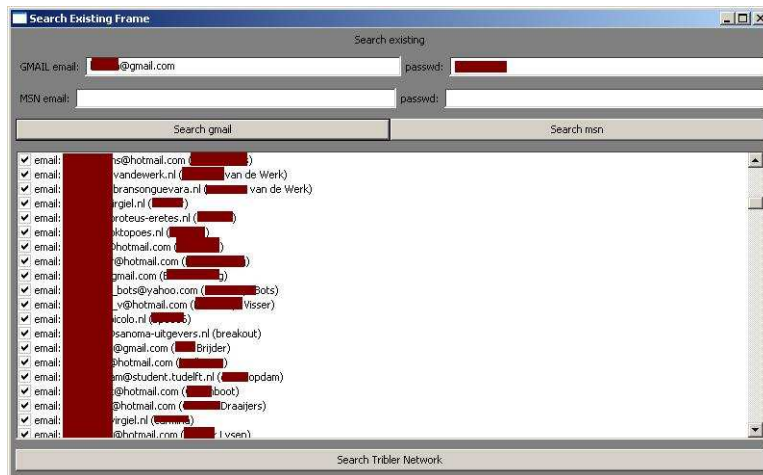 Search Existing Frame
Search existing
GMAIL email: @gmail.com passwd:
MSN email: passwd:
Search gmail Search msn
email: ns@hotmail.com (
email: vandewerk.nl ( van de Werk)
email: bransonguevara.nl ( van de Werk)
email: irgiel.nl ( )
email: proteus-eretes.nl ( )
email: oktopoes.nl ( )
email: @hotmail.com ( )
email: r@hotmail.com ( )
email: gmail.com ( g)
email: _bots@yahoo.com ( Bots)
email: _v@hotmail.com ( Visser)
email: icolo.nl ( )
email: @sanoma-uitgevers.nl (breakout)
email: @gmail.com ( Brijder)
email: @hotmail.com ( )
email: am@student.tudelft.nl ( opdam)
email: @hotmail.com ( boot)
email: @hotmail.com ( Draaijers)
email: virgiel.nl ( )
email: @hotmail.com ( Lysen)
Search Tribler Network